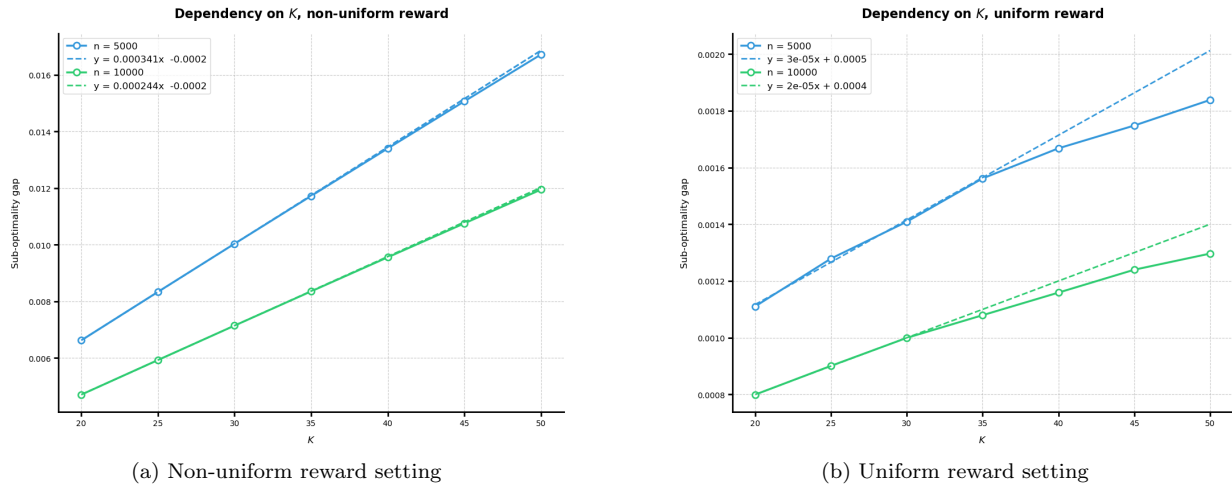 Dependency on K, non-uniform reward
n = 5000
y = 0.000341x -0.0002
n = 10000
y = 0.000244x -0.0002
Sub-optimality gap
0.016
0.014
0.012
0.010
0.008
0.006
20 25 30 35 40 45 50
K
(a) Non-uniform reward setting
Dependency on K, uniform reward
n = 5000
y = 3e-05x + 0.0005
n = 10000
y = 2e-05x + 0.0004
Sub-optimality gap
0.0020
0.0018
0.0016
0.0014
0.0012
0.0010
0.0008
20 25 30 35 40 45 50
K
(b) Uniform reward setting